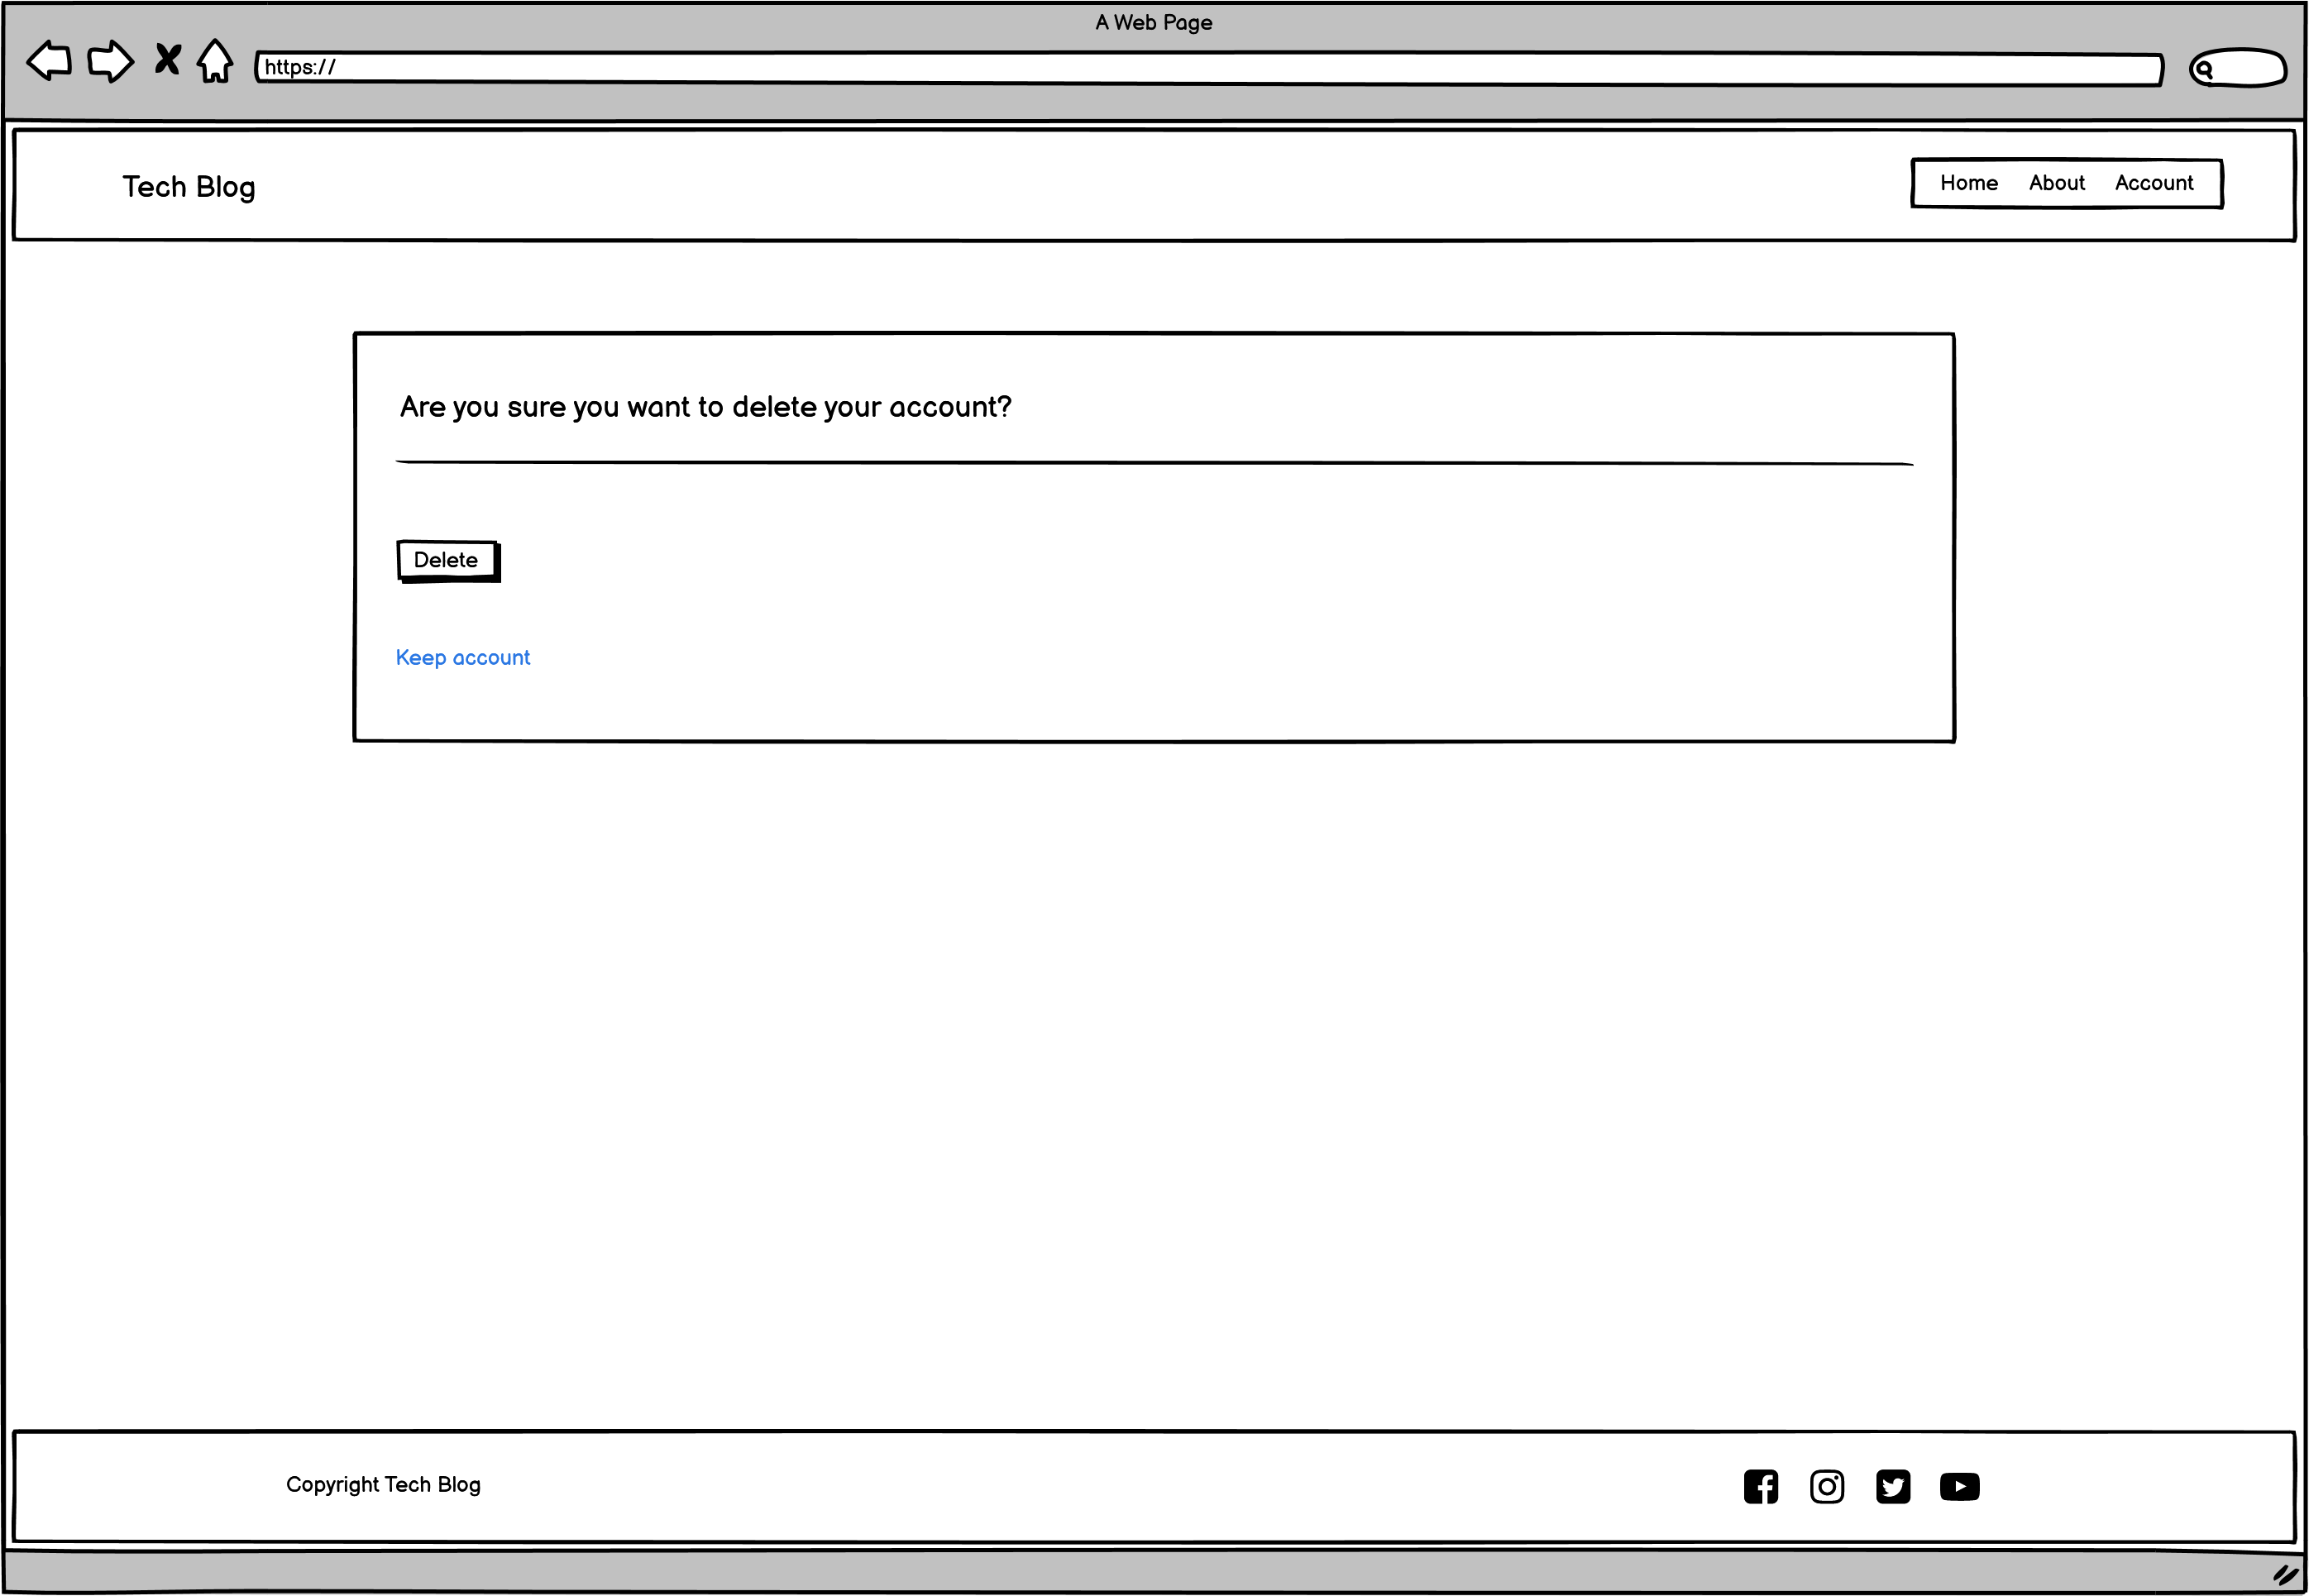 A Web Page
https://
Tech Blog
Home About Account
Are you sure you want to delete your account?
Delete
Keep account
Copyright Tech Blog